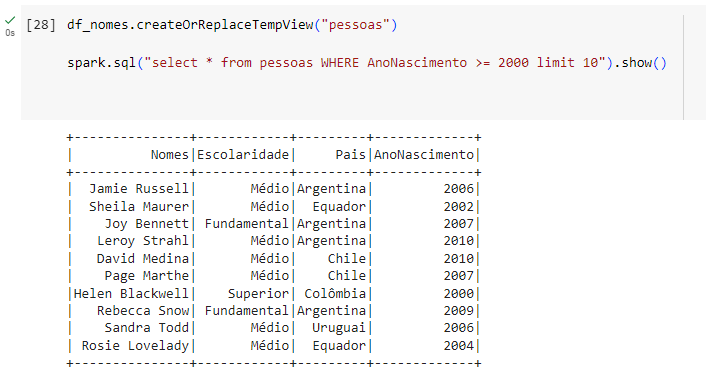 [28] df_nomes.createOrReplaceTempView("pessoas")
0s
spark.sql("select * from pessoas WHERE AnoNascimento >= 2000 limit 10").show()
+--------------+------------+---------+-------------+
|         Nomes|Escolaridade|     Pais|AnoNascimento|
+--------------+------------+---------+-------------+
| Jamie Russell|       Médio|Argentina|         2006|
| Sheila Maurer|       Médio|  Equador|         2002|
|   Joy Bennett| Fundamental|Argentina|         2007|
|  Leroy Strahl|       Médio|Argentina|         2010|
|  David Medina|       Médio|    Chile|         2010|
|   Page Marthe|       Médio|    Chile|         2007|
|Helen Blackwell|    Superior| Colômbia|         2000|
|  Rebecca Snow| Fundamental|Argentina|         2009|
|   Sandra Todd|       Médio|  Uruguai|         2006|
|Rosie Lovelady|       Médio|  Equador|         2004|
+--------------+------------+---------+-------------+